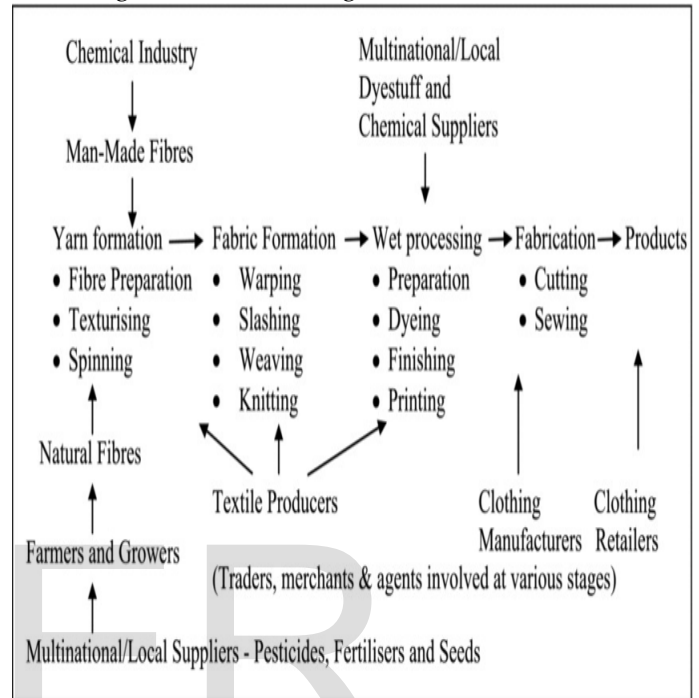 Chemical Industry
Multinational/Local
Dyestuff and
Chemical Suppliers
Man-Made Fibres
Yarn formation → Fabric Formation → Wet processing → Fabrication → Products
• Fibre Preparation • Warping • Preparation • Cutting
• Texturising • Slashing • Dyeing • Sewing
• Spinning • Weaving • Finishing
• Knitting • Printing
Natural Fibres
Textile Producers Clothing Clothing
Manufacturers Retailers
Farmers and Growers
(Traders, merchants & agents involved at various stages)
Multinational/Local Suppliers - Pesticides, Fertilisers and Seeds
ER